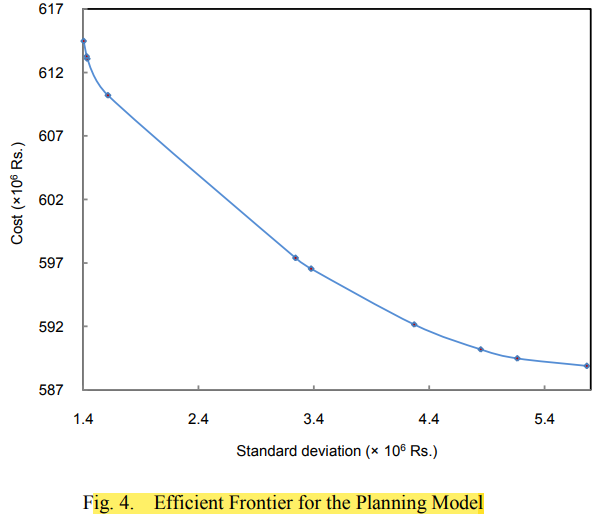 617
612
607
602
597
592
587
Cost (×10⁶ Rs.)
1.4 2.4 3.4 4.4 5.4
Standard deviation (× 10⁶ Rs.)
Fig. 4. Efficient Frontier for the Planning Model